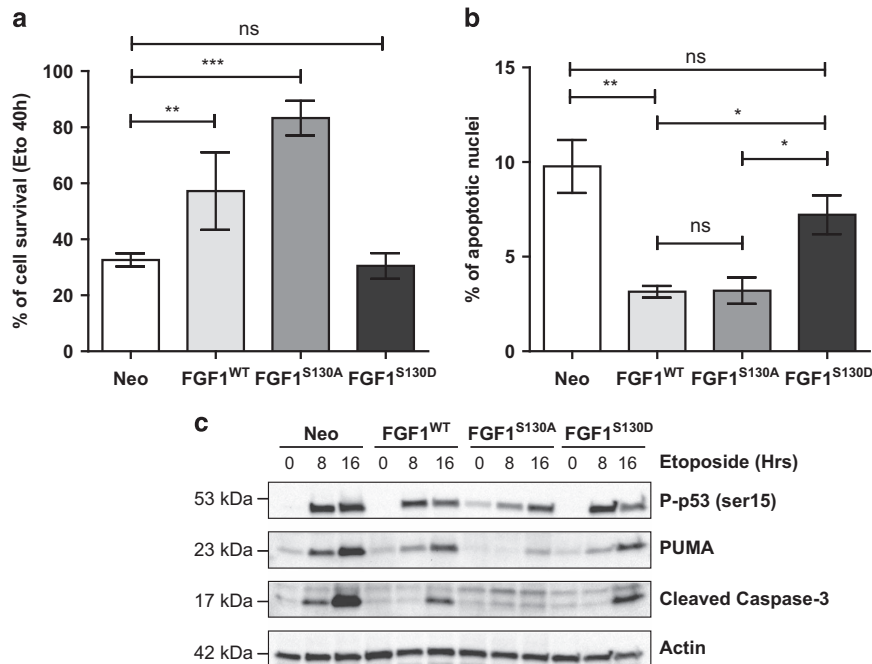 a
ns
***
**
% of cell survival (Eto 40h)
100
80
60
40
20
0
Neo FGF1WT FGF1S130A FGF1S130D
b
ns
**
*
*
ns
% of apoptotic nuclei
15
10
5
0
Neo FGF1WT FGF1S130A FGF1S130D
c
Neo FGF1WT FGF1S130A FGF1S130D
0 8 16 0 8 16 0 8 16 0 8 16 Etoposide (Hrs)
53 kDa P-p53 (ser15)
23 kDa PUMA
17 kDa Cleaved Caspase-3
42 kDa Actin